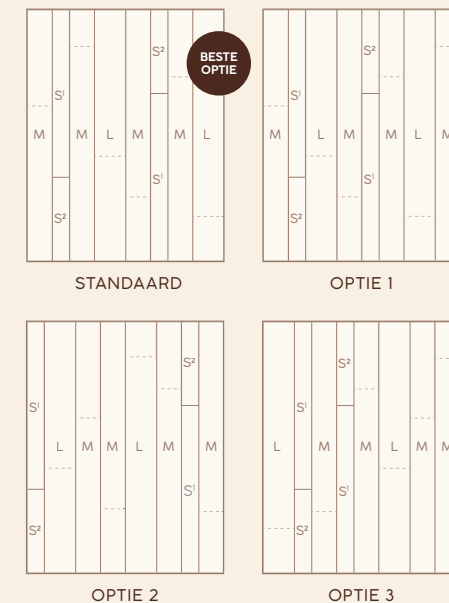 S²
BESTE
OPTIE
S¹
M M L M M L
S¹
S²
STANDAARD
S²
S¹
M L M M L M
S¹
S²
OPTIE 1
S²
S¹
L M M L M M
S¹
S²
OPTIE 2
S²
S¹
L M M L M M
S¹
S²
OPTIE 3